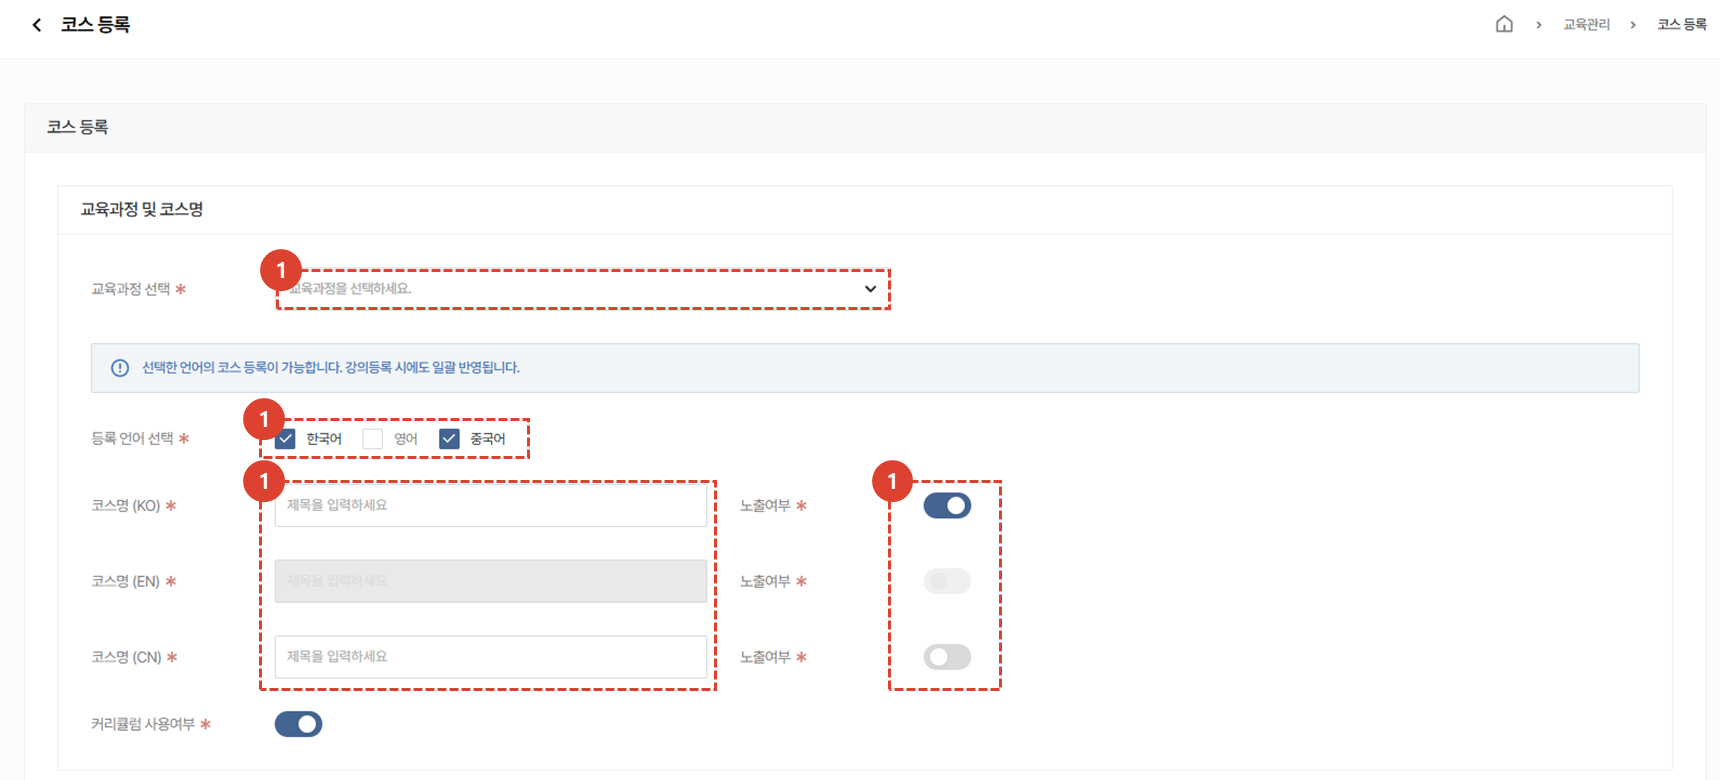 코스 등록
교육관리
코스 등록
코스 등록
교육과정 및 코스명
1
교육과정 선택 *
교육과정을 선택하세요.
선택한 언어의 코스 등록이 가능합니다. 강의등록 시에도 일괄 반영됩니다.
1
등록 언어 선택 * 한국어 영어 중국어
1 1
코스명 (KO) * 제목을 입력하세요 노출여부 *
코스명 (EN) * 제목을 입력하세요 노출여부 *
코스명 (CN) * 제목을 입력하세요 노출여부 *
커리큘럼 사용여부 *